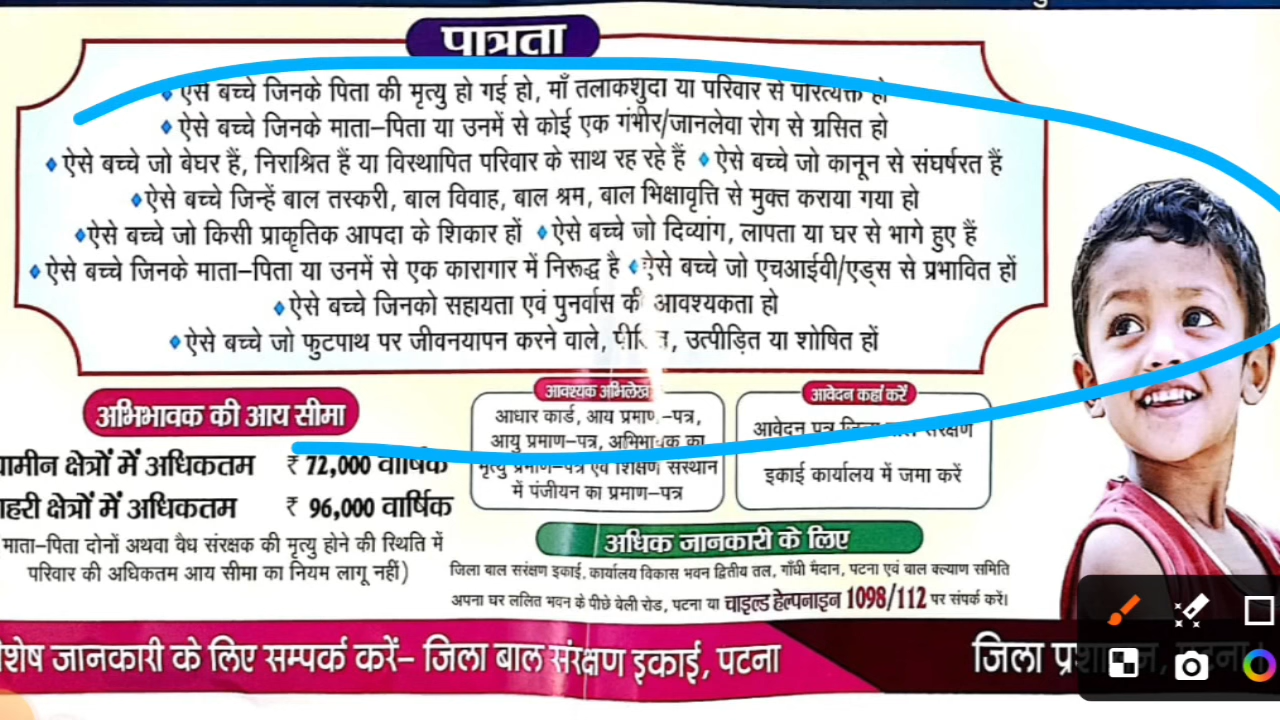 पात्रता
ऐसे बच्चे जिनके पिता की मृत्यु हो गई हो, माँ तलाकशुदा या परिवार से परित्यक्त हो
ऐसे बच्चे जिनके माता–पिता या उनमें से कोई एक गंभीर/जानलेवा रोग से ग्रसित हो
ऐसे बच्चे जो बेघर हैं, निराश्रित हैं या विस्थापित परिवार के साथ रह रहे हैं ऐसे बच्चे जो कानून से संघर्षरत हैं
ऐसे बच्चे जिन्हें बाल तस्करी, बाल विवाह, बाल श्रम, बाल भिक्षावृत्ति से मुक्त कराया गया हो
ऐसे बच्चे जो किसी प्राकृतिक आपदा के शिकार हों ऐसे बच्चे जो दिव्यांग, लापता या घर से भागे हुए हैं
ऐसे बच्चे जिनके माता–पिता या उनमें से एक कारागार में निरूद्ध है ऐसे बच्चे जो एचआईवी/एड्स से प्रभावित हों
ऐसे बच्चे जिनको सहायता एवं पुनर्वास की आवश्यकता हो
ऐसे बच्चे जो फुटपाथ पर जीवनयापन करने वाले, उत्पीड़ित या शोषित हों
अभिभावक की आय सीमा
क्षेत्रों में अधिकतम ₹ 72,000 वार्षिक
क्षेत्रों में अधिकतम ₹ 96,000 वार्षिक
माता–पिता दोनों अथवा वैध संरक्षक की मृत्यु होने की स्थिति में
परिवार की अधिकतम आय सीमा का नियम लागू नहीं)
आवश्यक अभिलेख
आधार कार्ड, आय प्रमाण–पत्र,
आयु प्रमाण–पत्र, अभिभावक का
मृत्यु प्रमाण–पत्र एवं शिक्षण संस्थान
में पंजीयन का प्रमाण–पत्र
आवेदन कहां करें
आवेदन पत्र जिला बाल संरक्षण
इकाई कार्यालय में जमा करें
अधिक जानकारी के लिए
जिला बाल सरंक्षण इकाई, कार्यालय विकास भवन द्वितीय तल, गाँधी मैदान, पटना एवं बाल कल्याण समिति
अपना घर ललित भवन के पीछे बेली रोड, पटना या चाइल्ड हेल्पनाइन 1098/112 पर संपर्क करें।
जानकारी के लिए सम्पर्क करें– जिला बाल संरक्षण इकाई, पटना
जिला